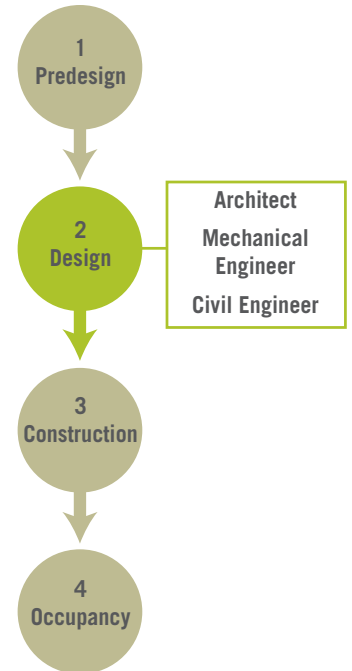 1
Predesign
2
Design
Architect
Mechanical
Engineer
Civil Engineer
3
Construction
4
Occupancy